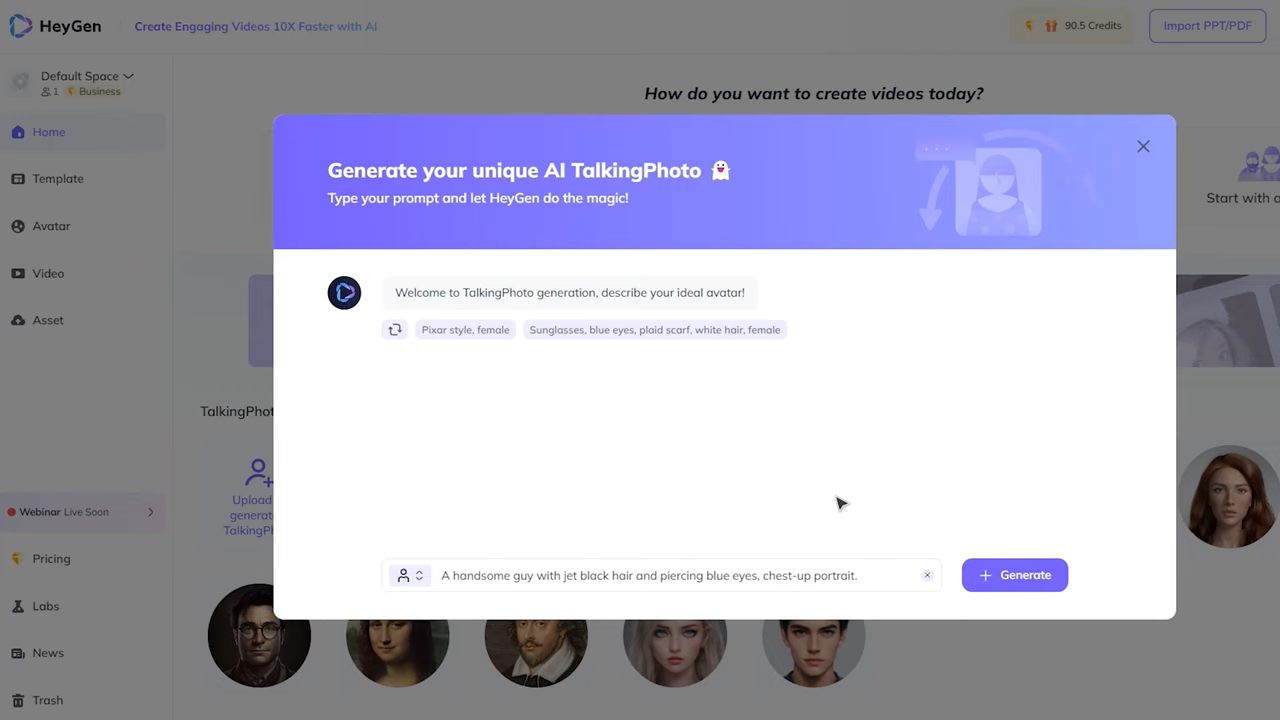 HeyGen
Create Engaging Videos 10X Faster with AI
90.5 Credits
Import PPT/PDF
Default Space
1 Business
How do you want to create videos today?
Home
Template
Avatar
Video
Asset
Webinar Live Soon
Pricing
Labs
News
Trash
Generate your unique AI TalkingPhoto 👻
Type your prompt and let HeyGen do the magic!
Welcome to TalkingPhoto generation, describe your ideal avatar!
Pixar style, female
Sunglasses, blue eyes, plaid scarf, white hair, female
A handsome guy with jet black hair and piercing blue eyes, chest-up portrait.
Generate
Start with a
TalkingPhot
Upload
generat
TalkingPh